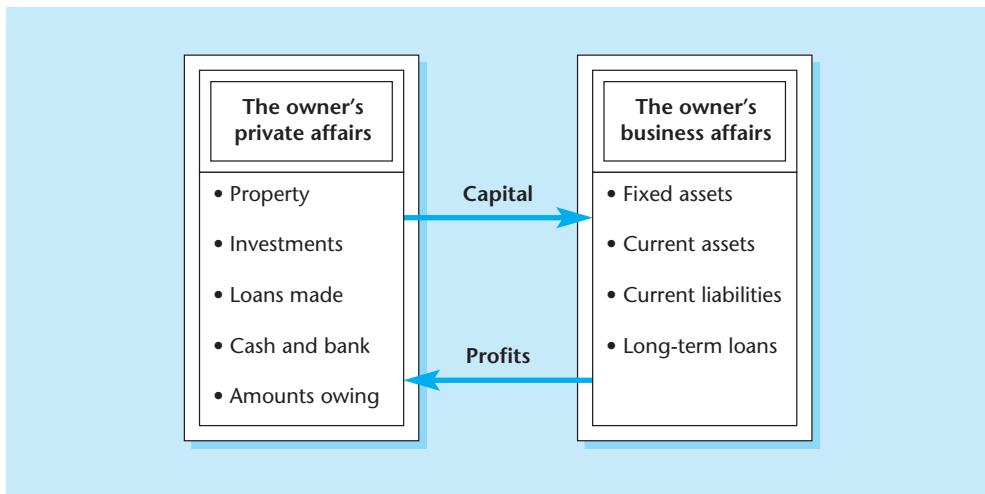 The owner's
private affairs
• Property
• Investments
• Loans made
• Cash and bank
• Amounts owing
Capital
Profits
The owner's
business affairs
• Fixed assets
• Current assets
• Current liabilities
• Long-term loans